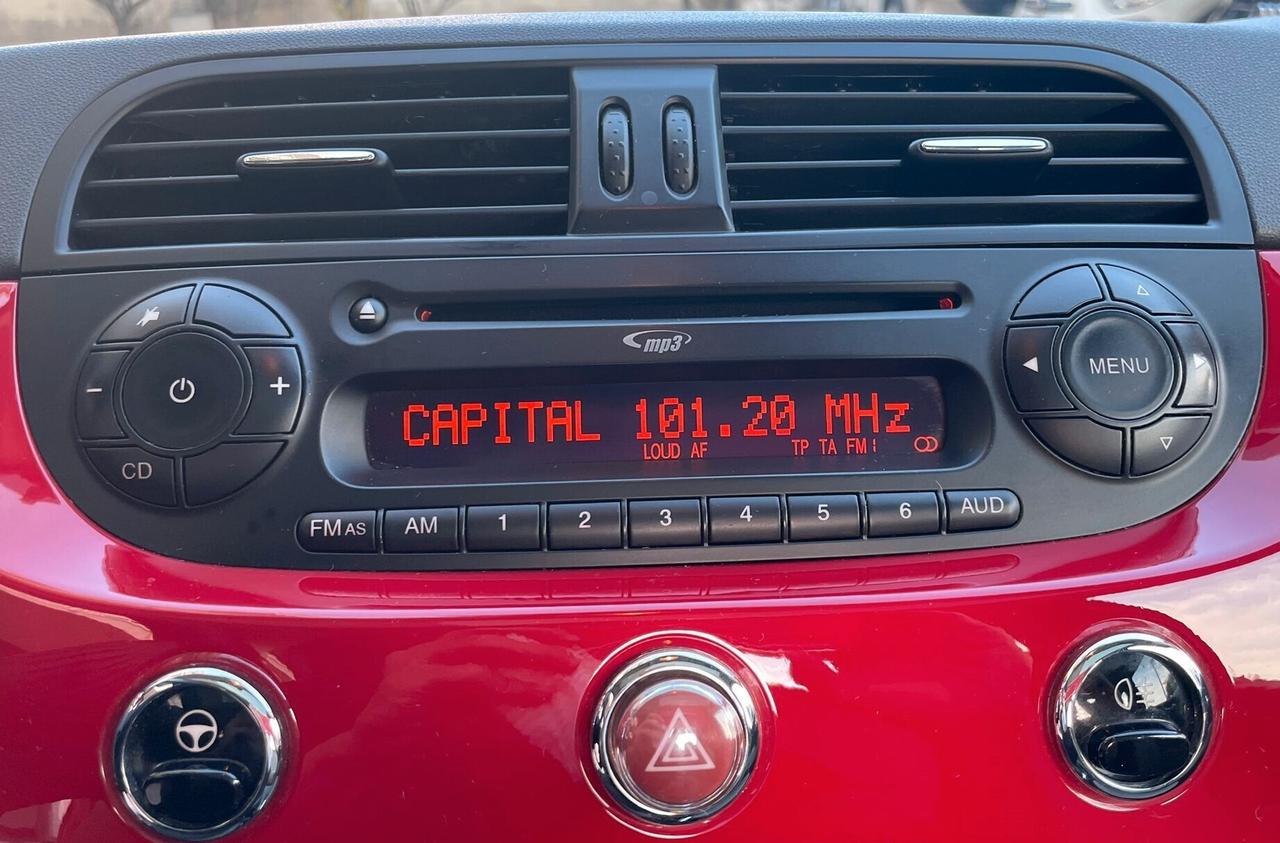 mp3
CAPITAL 101.20 MHz
LOUD AF TP TA FM
MENU
CD
FM AS AM 1 2 3 4 5 6 AUD